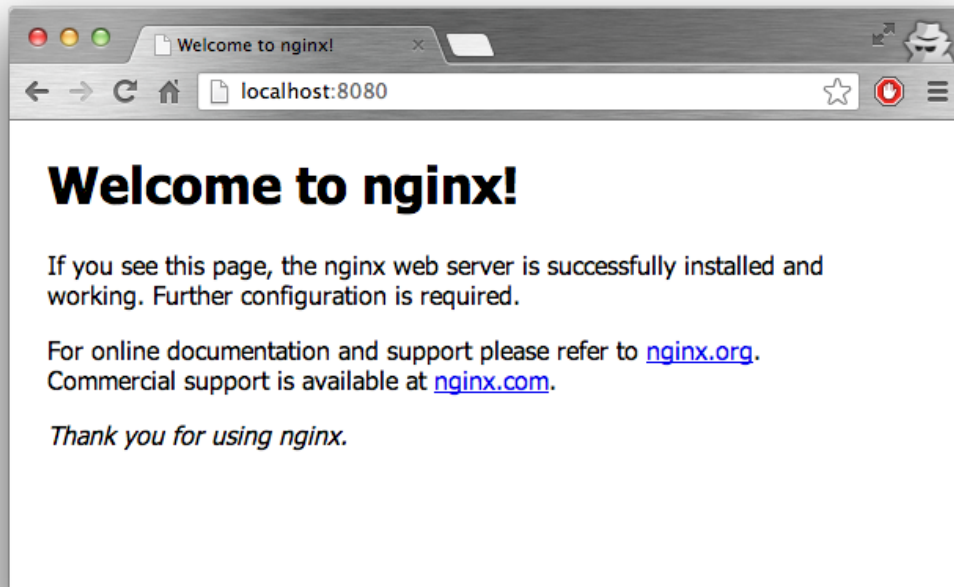 Welcome to nginx!
localhost:8080
Welcome to nginx!
If you see this page, the nginx web server is successfully installed and
working. Further configuration is required.
For online documentation and support please refer to nginx.org.
Commercial support is available at nginx.com.
Thank you for using nginx.